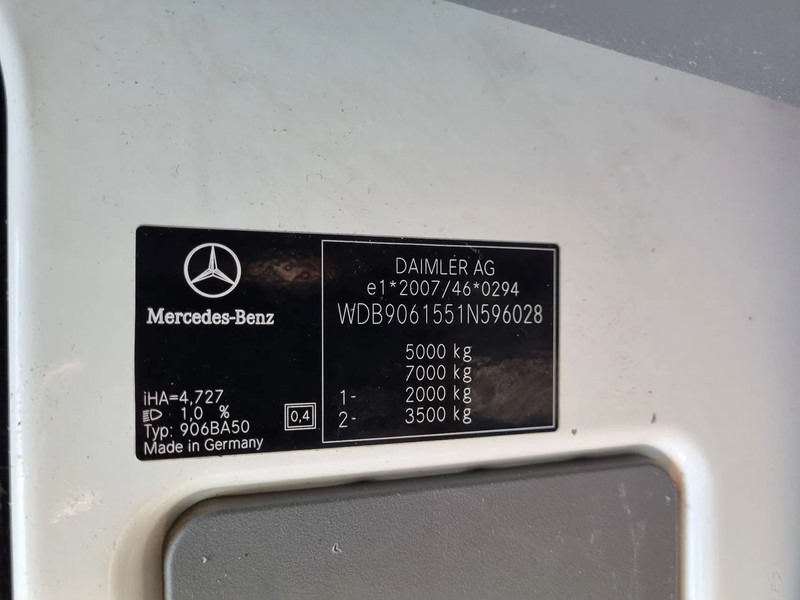 Mercedes-Benz
iHA=4,727
1,0 %
Typ: 906BA50
Made in Germany
0,4
DAIMLER AG
e1*2007/46*0294
WDB9061551N596028
5000 kg
7000 kg
1- 2000 kg
2- 3500 kg